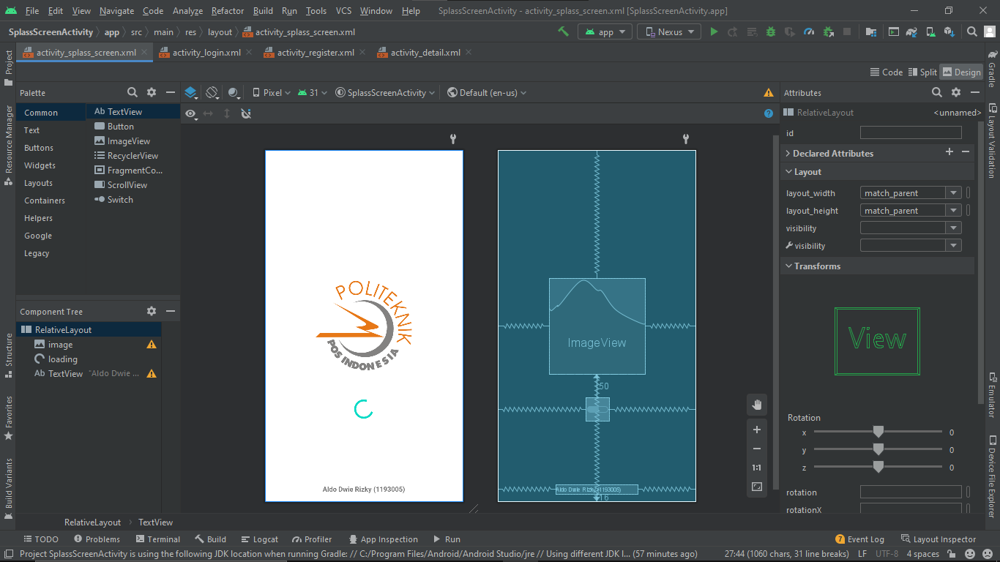 File Edit View Navigate Code Analyze Refactor Build Run Tools VCS Window Help SplassScreenActivity - activity_splass_screen.xml [SplassScreenActivity.app]
SplassScreenActivity app src main res layout activity_splass_screen.xml app Nexus
activity_splass_screen.xml activity_login.xml activity_register.xml activity_detail.xml
Code Split Design
Project
Resource Manager
Structure
Favorites
Build Variants
Palette
Common
Text
Buttons
Widgets
Layouts
Containers
Helpers
Google
Legacy
Ab TextView
Button
ImageView
RecyclerView
FragmentCo...
ScrollView
Switch
Component Tree
RelativeLayout
image
loading
Ab TextView "Aldo Dwie ...
Pixel 31 SplassScreenActivity Default (en-us)
POLITEKNIK
POS INDONESIA
Aldo Dwie Rizky (1193005)
ImageView
50
Aldo Dwie Rizky (1193005)
16
1:1
Attributes
RelativeLayout <unnamed>
id
Declared Attributes
Layout
layout_width match_parent
layout_height match_parent
visibility
visibility
Transforms
View
Rotation
x 0
y 0
z 0
rotation
rotationX
Gradle
Layout Validation
Emulator
Device File Explorer
RelativeLayout TextView
TODO Problems Terminal Build Logcat Profiler App Inspection Run 7 Event Log Layout Inspector
Project SplassScreenActivity is using the following JDK location when running Gradle: // C:/Program Files/Android/Android Studio/jre // Using different JDK l... (57 minutes ago) 27:44 (1060 chars, 31 line breaks) LF UTF-8 4 spaces